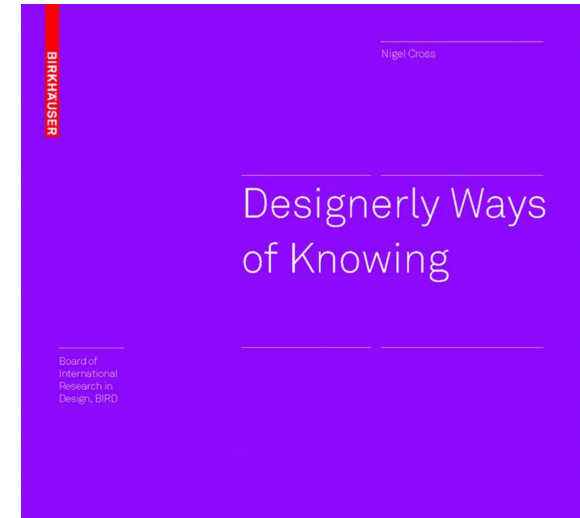 BIRKHÄUSER
Nigel Cross
Designerly Ways
of Knowing
Board of
International
Research in
Design, BIRD